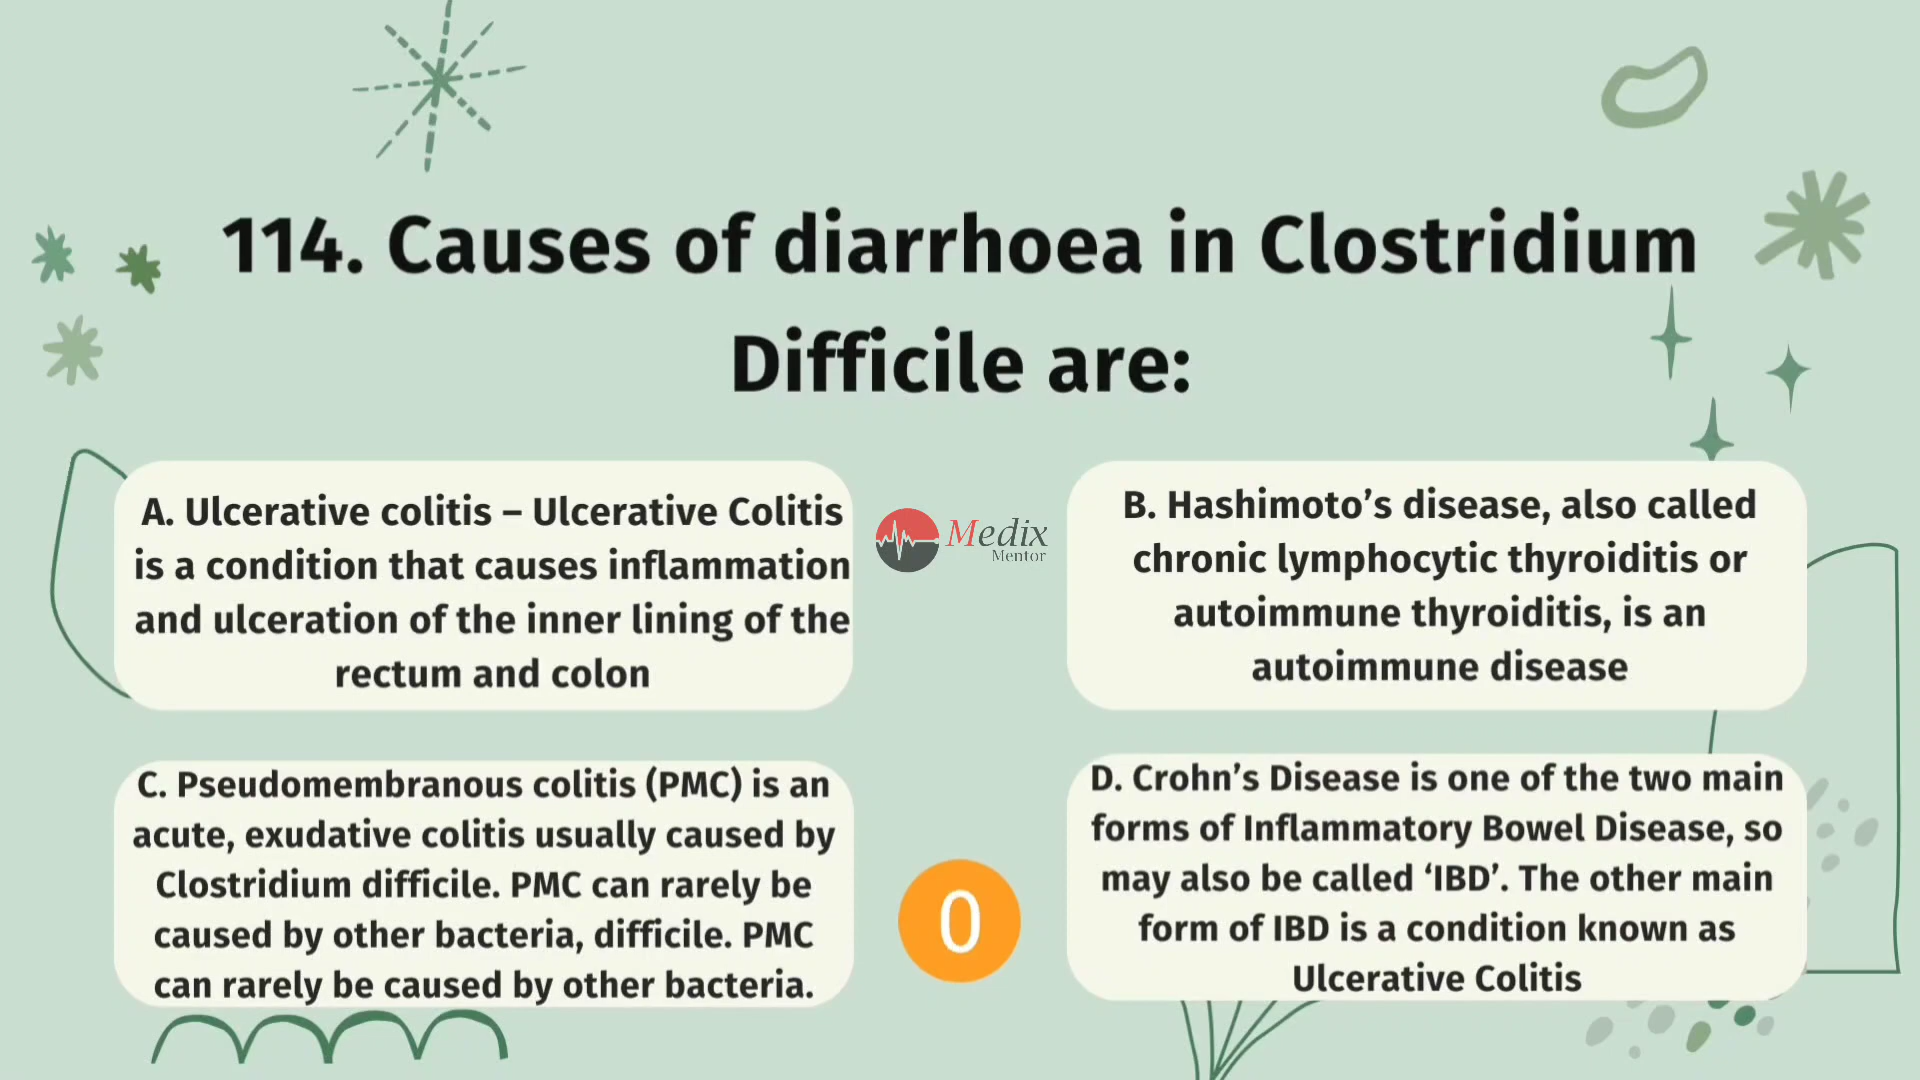 114. Causes of diarrhoea in Clostridium
Difficile are:
A. Ulcerative colitis – Ulcerative Colitis
is a condition that causes inflammation
and ulceration of the inner lining of the
rectum and colon
Medix
Mentor
B. Hashimoto’s disease, also called
chronic lymphocytic thyroiditis or
autoimmune thyroiditis, is an
autoimmune disease
C. Pseudomembranous colitis (PMC) is an
acute, exudative colitis usually caused by
Clostridium difficile. PMC can rarely be
caused by other bacteria, difficile. PMC
can rarely be caused by other bacteria.
0
D. Crohn’s Disease is one of the two main
forms of Inflammatory Bowel Disease, so
may also be called ‘IBD’. The other main
form of IBD is a condition known as
Ulcerative Colitis